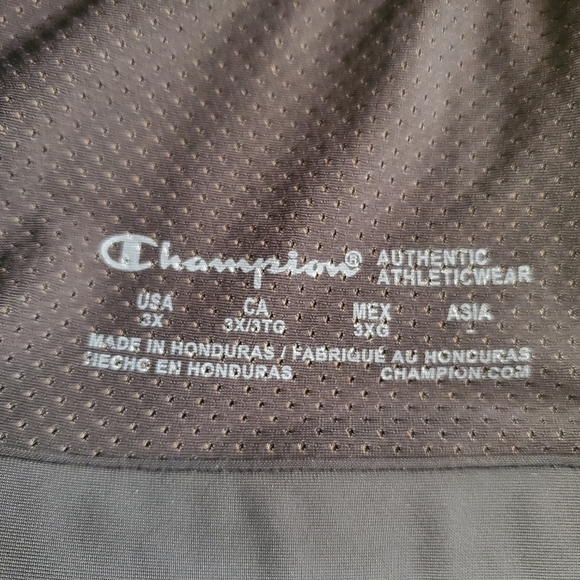 Champion® AUTHENTIC ATHLETICWEAR
USA CA MEX ASIA
3X 3X/3TG 3XG -
MADE IN HONDURAS / FABRIQUÉ AU HONDURAS
HECHO EN HONDURAS CHAMPION.COM